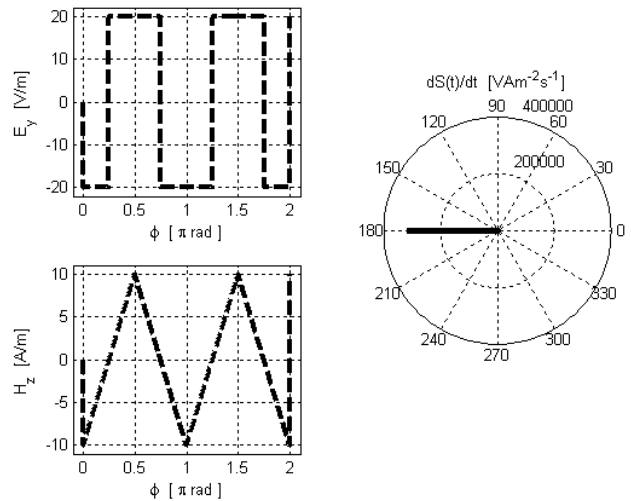 20
10
0
-10
-20
E_y [V/m]
0 0.5 1 1.5 2
ϕ [ π rad ]
10
5
0
-5
-10
H_z [A/m]
0 0.5 1 1.5 2
ϕ [ π rad ]
dS(t)/dt [VAm⁻²s⁻¹]
90 400000
120 60
200000
150 30
180 0
210 330
240 300
270